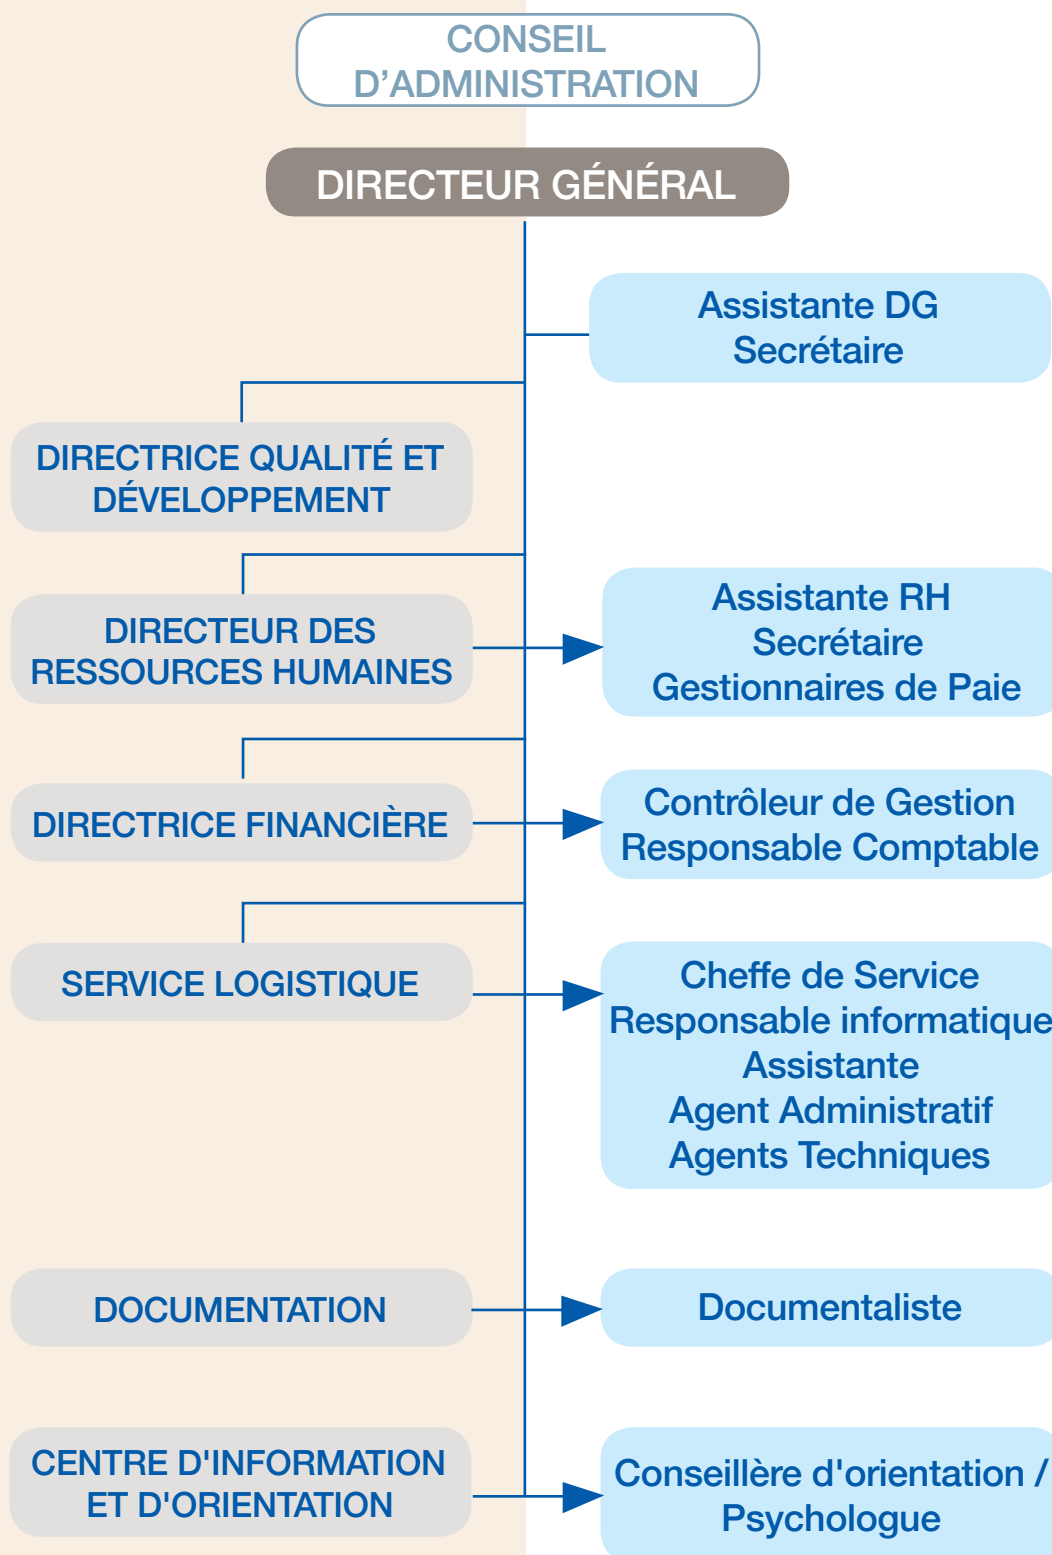 CONSEIL
D’ADMINISTRATION
DIRECTEUR GÉNÉRAL
Assistante DG
Secrétaire
DIRECTRICE QUALITÉ ET
DÉVELOPPEMENT
DIRECTEUR DES
RESSOURCES HUMAINES
Assistante RH
Secrétaire
Gestionnaires de Paie
DIRECTRICE FINANCIÈRE
Contrôleur de Gestion
Responsable Comptable
SERVICE LOGISTIQUE
Cheffe de Service
Responsable informatique
Assistante
Agent Administratif
Agents Techniques
DOCUMENTATION
Documentaliste
CENTRE D'INFORMATION
ET D'ORIENTATION
Conseillère d'orientation /
Psychologue